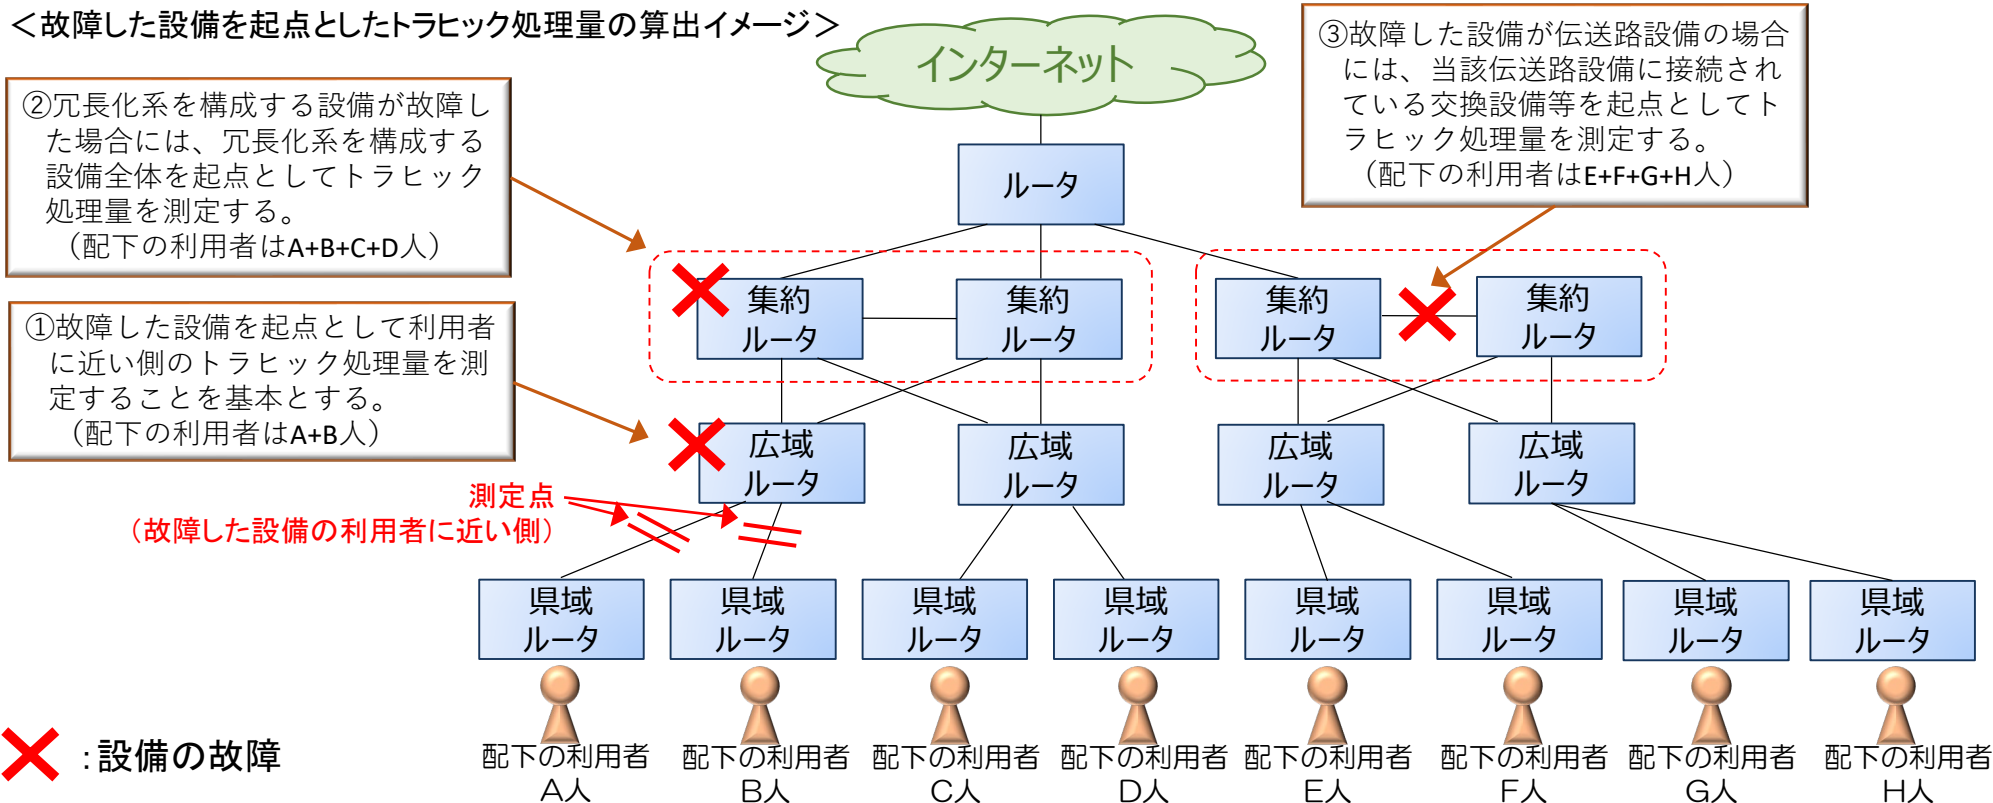 ＜故障した設備を起点としたトラヒック処理量の算出イメージ＞
インターネット
②冗長化系を構成する設備が故障し
た場合には、冗長化系を構成する
設備全体を起点としてトラヒック
処理量を測定する。
（配下の利用者はA+B+C+D人）
③故障した設備が伝送路設備の場合
には、当該伝送路設備に接続され
ている交換設備等を起点としてト
ラヒック処理量を測定する。
（配下の利用者はE+F+G+H人）
ルータ
集約
ルータ
集約
ルータ
集約
ルータ
集約
ルータ
①故障した設備を起点として利用者
に近い側のトラヒック処理量を測
定することを基本とする。
（配下の利用者はA+B人）
広域
ルータ
広域
ルータ
広域
ルータ
広域
ルータ
測定点
（故障した設備の利用者に近い側）
県域
ルータ
県域
ルータ
県域
ルータ
県域
ルータ
県域
ルータ
県域
ルータ
県域
ルータ
県域
ルータ
：設備の故障
配下の利用者
A人
配下の利用者
B人
配下の利用者
C人
配下の利用者
D人
配下の利用者
E人
配下の利用者
F人
配下の利用者
G人
配下の利用者
H人